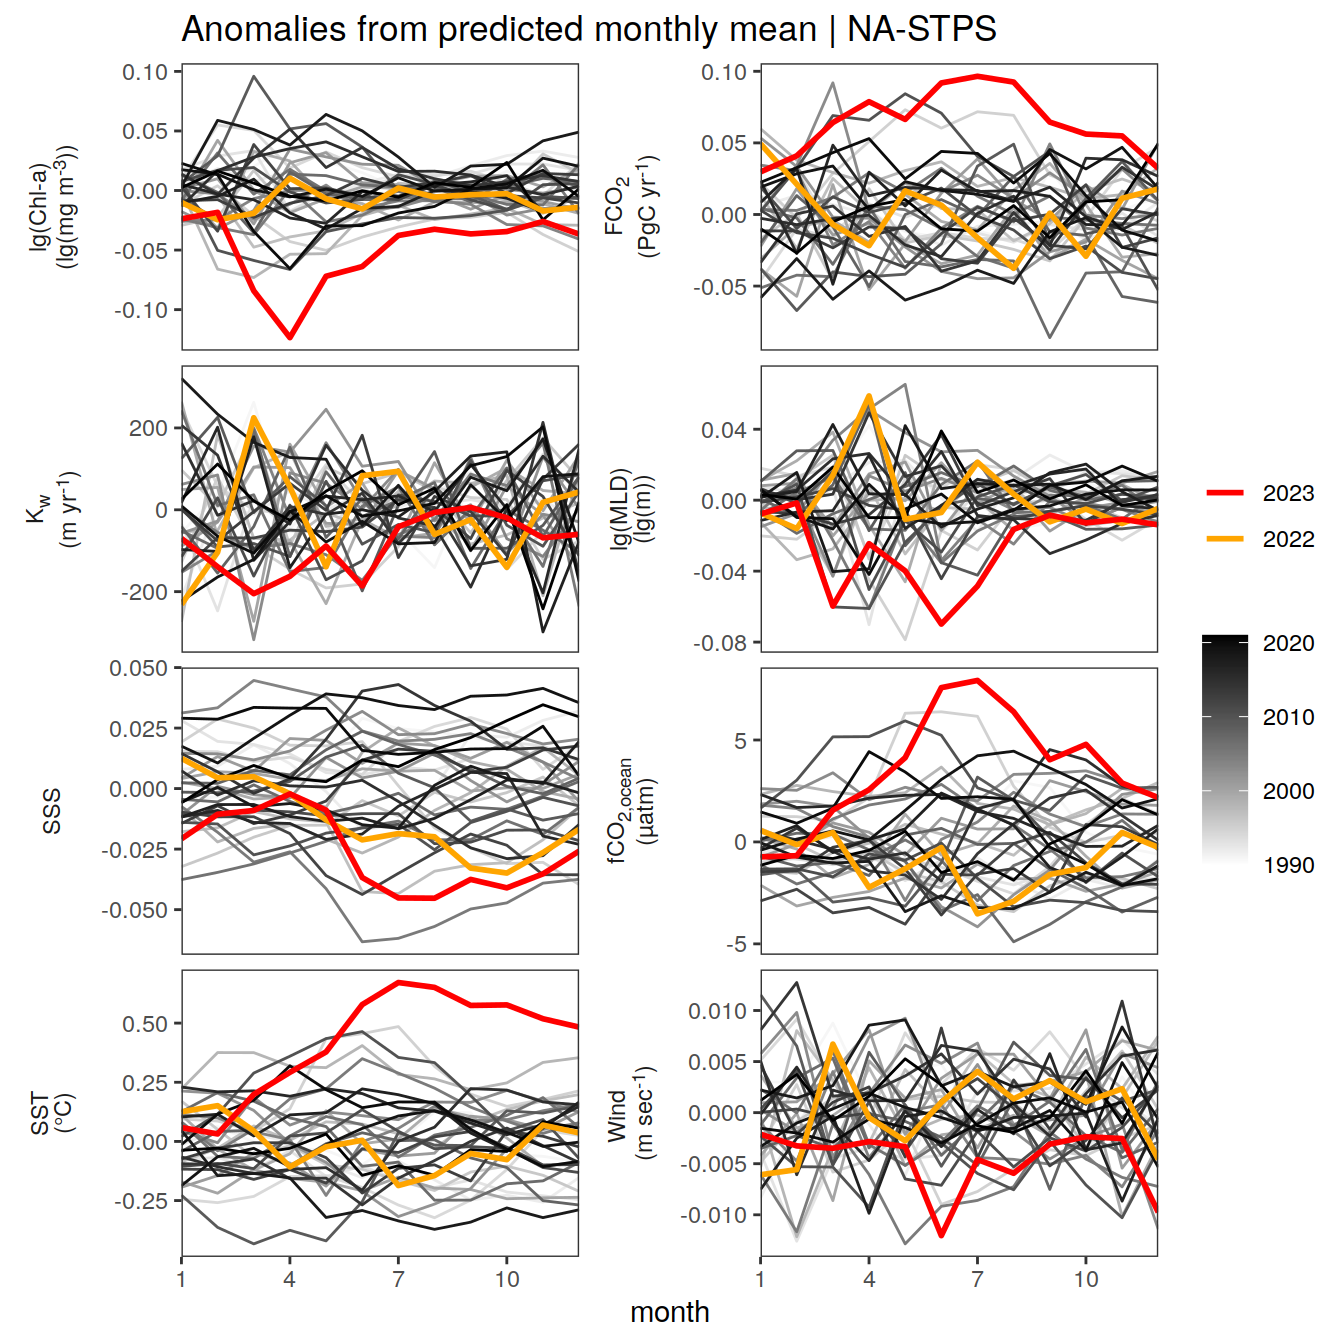 Anomalies from predicted monthly mean | NA-STPS
lg(Chl-a)
(lg(mg m⁻³))
0.10
0.05
0.00
-0.05
-0.10
FCO₂
(PgC yr⁻¹)
0.10
0.05
0.00
-0.05
K_w
(m yr⁻¹)
200
0
-200
lg(MLD)
(lg(m))
0.04
0.00
-0.04
-0.08
SSS
0.050
0.025
0.000
-0.025
-0.050
fCO₂,ocean
(µatm)
5
0
-5
SST
(°C)
0.50
0.25
0.00
-0.25
1
4
7
10
Wind
(m sec⁻¹)
0.010
0.005
0.000
-0.005
-0.010
1
4
7
10
month
2023
2022
2020
2010
2000
1990